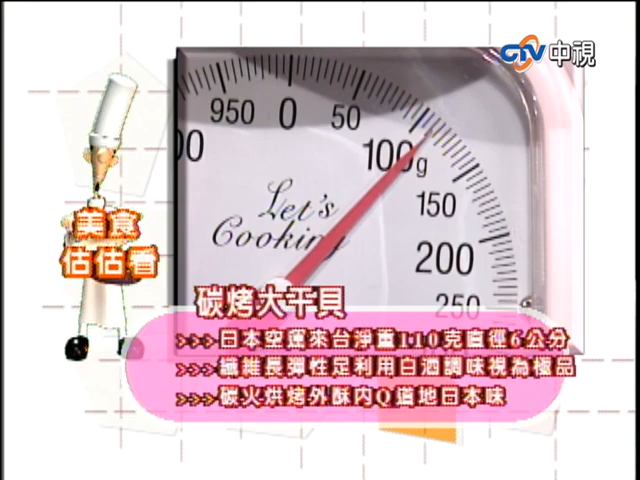 CTV中視
950 0 50
00 100g
150
200
250
Let's
Cooking
美食
估估看
碳烤大干貝
>>>日本空運來台淨重110克直徑6公分
>>>纖維長彈性足利用白酒調味視為極品
>>>碳火烘烤外酥內Q道地日本味